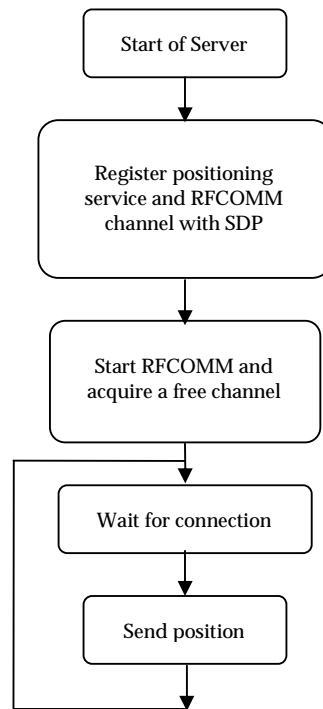 Start of Server
Register positioning
service and RFCOMM
channel with SDP
Start RFCOMM and
acquire a free channel
Wait for connection
Send position